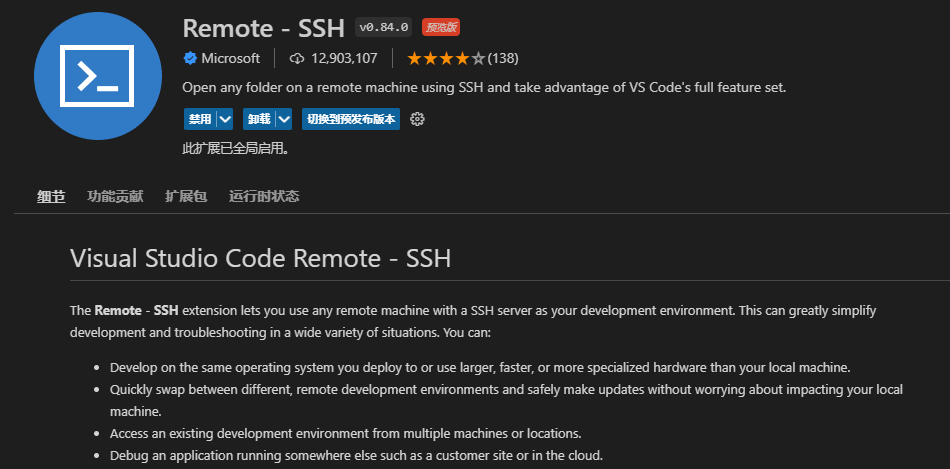 Remote - SSH v0.84.0 预览版
Microsoft 12,903,107 (138)
Open any folder on a remote machine using SSH and take advantage of VS Code's full feature set.
禁用 卸载 切换到预发布版本
此扩展已全局启用。
细节 功能贡献 扩展包 运行时状态
Visual Studio Code Remote - SSH
The Remote - SSH extension lets you use any remote machine with a SSH server as your development environment. This can greatly simplify
development and troubleshooting in a wide variety of situations. You can:
• Develop on the same operating system you deploy to or use larger, faster, or more specialized hardware than your local machine.
• Quickly swap between different, remote development environments and safely make updates without worrying about impacting your local
machine.
• Access an existing development environment from multiple machines or locations.
• Debug an application running somewhere else such as a customer site or in the cloud.